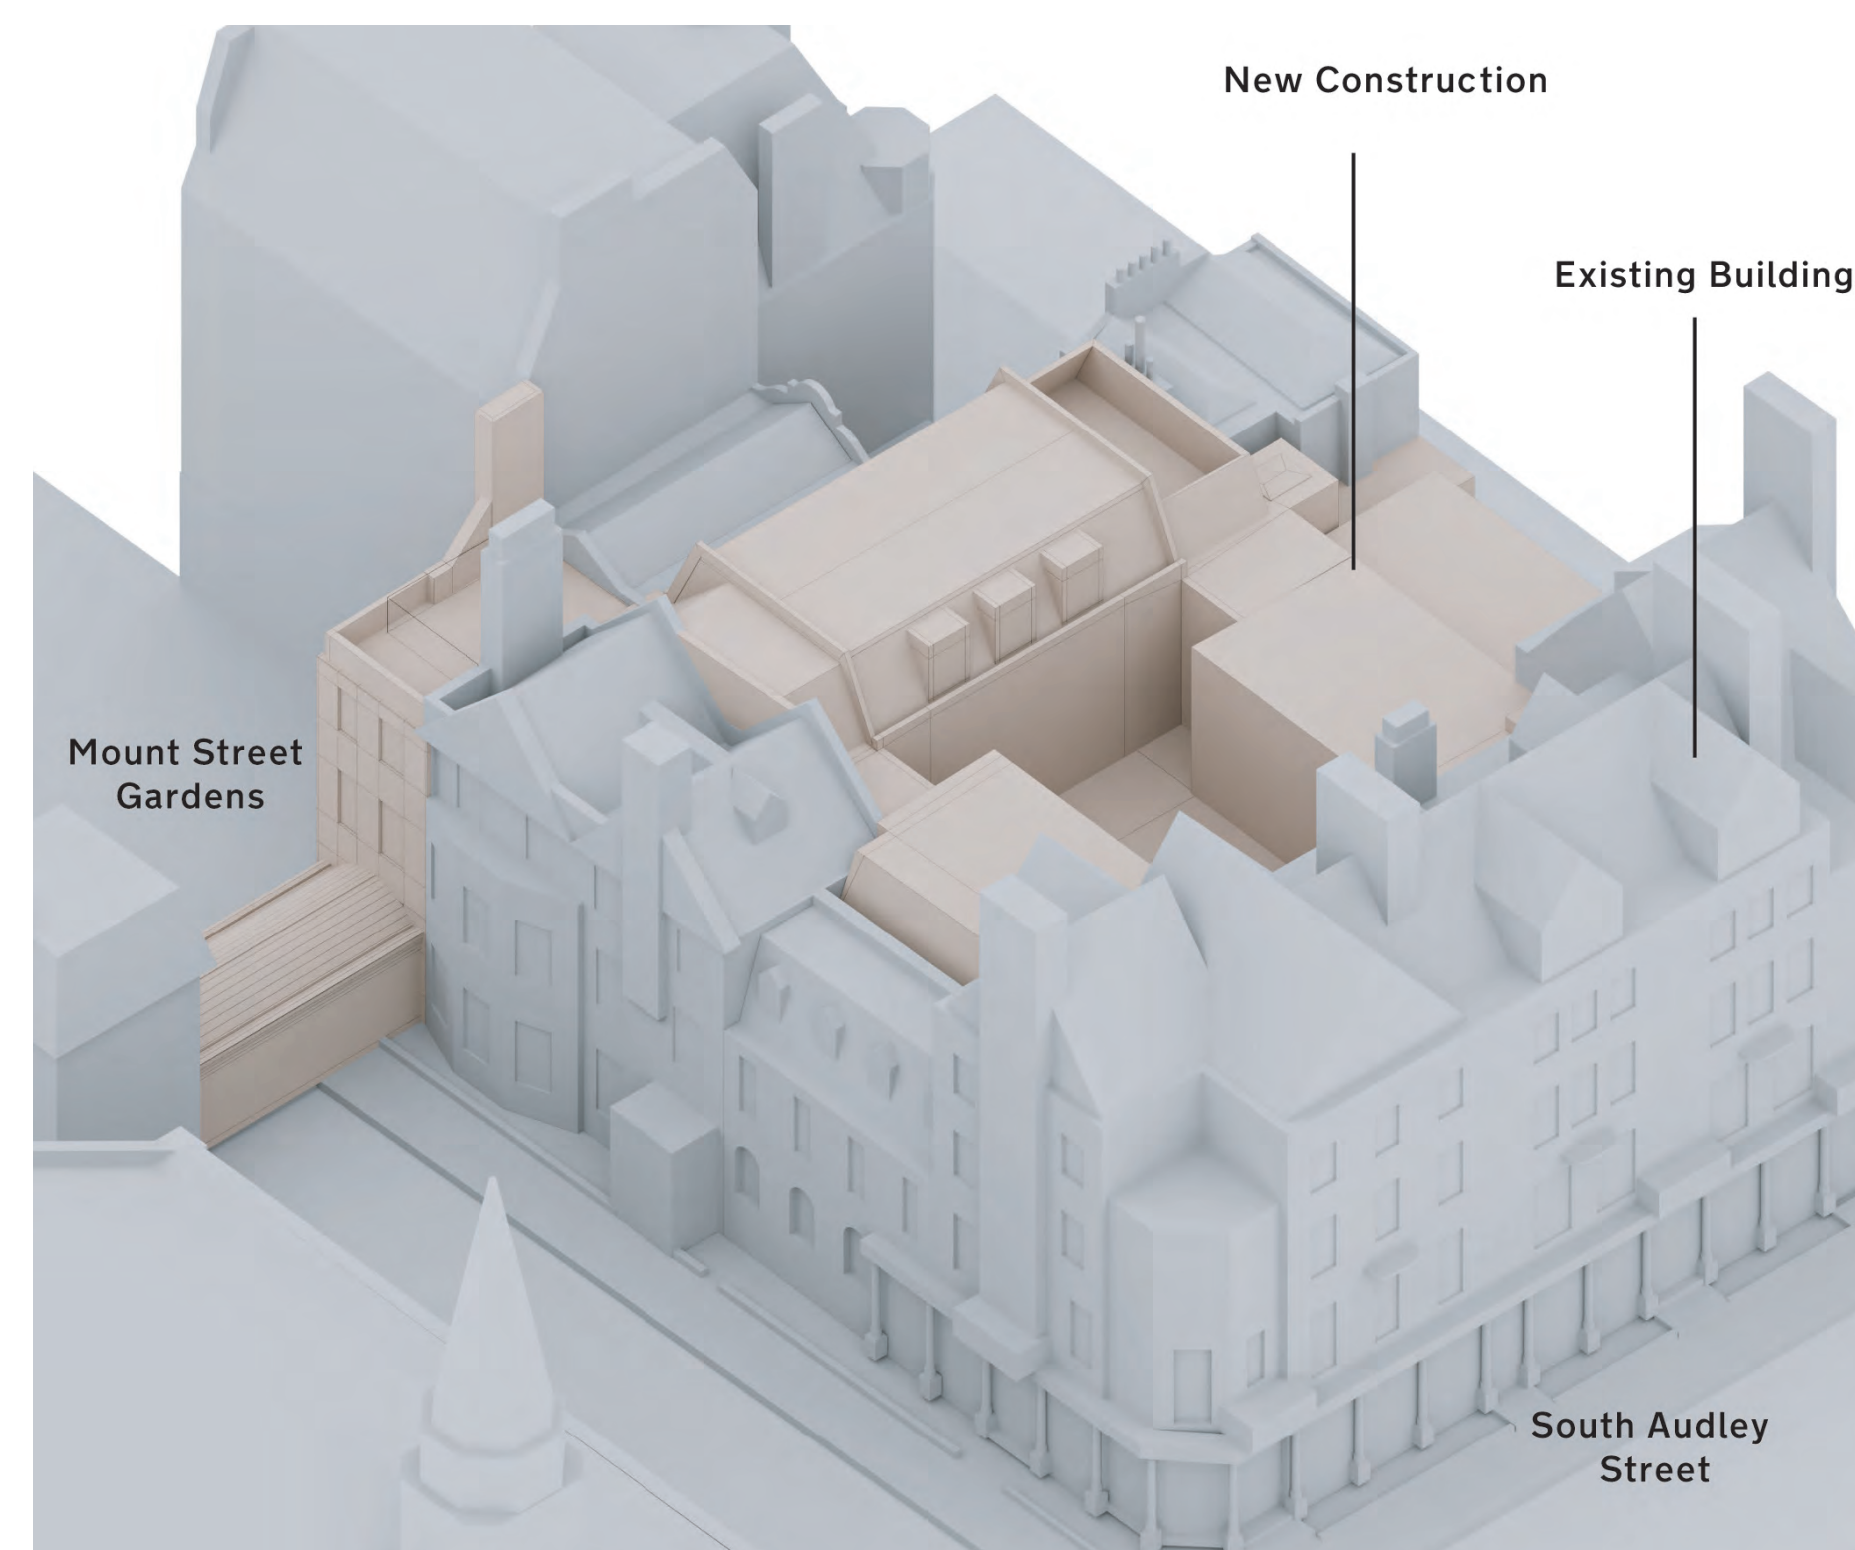 New Construction
Existing Building
Mount Street
Gardens
South Audley
Street